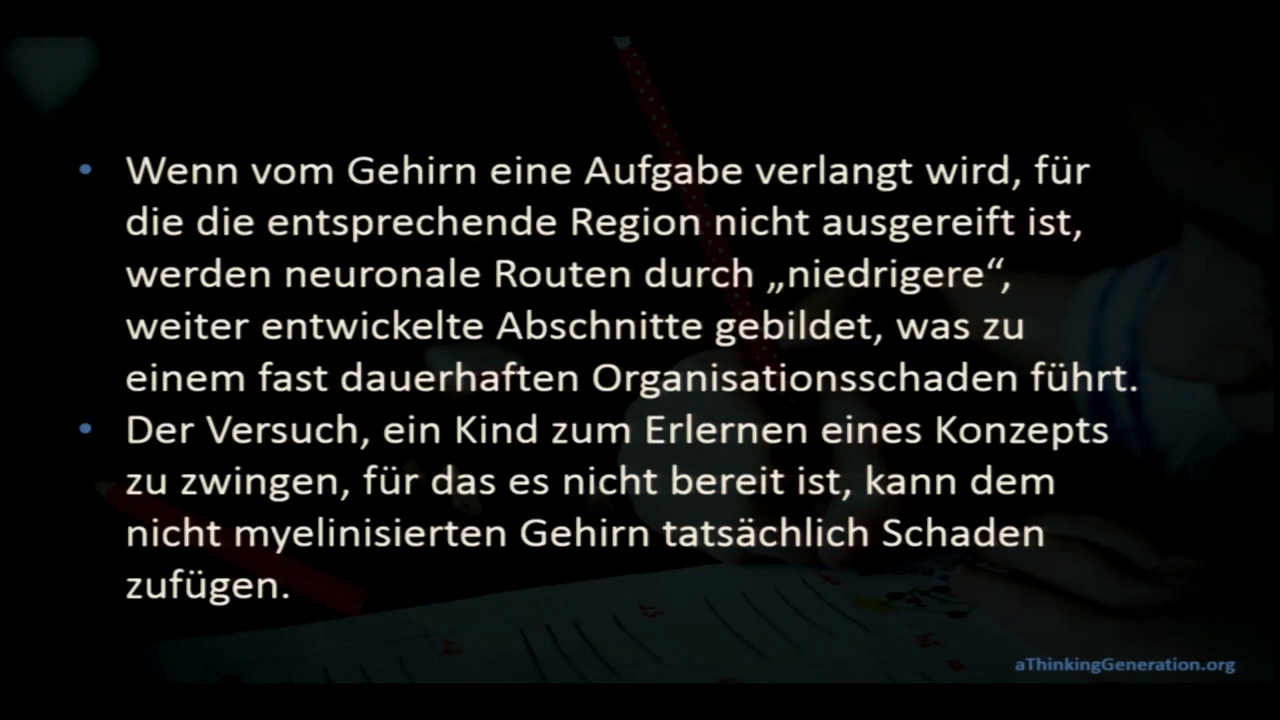 • Wenn vom Gehirn eine Aufgabe verlangt wird, für
die die entsprechende Region nicht ausgereift ist,
werden neuronale Routen durch „niedrigere“,
weiter entwickelte Abschnitte gebildet, was zu
einem fast dauerhaften Organisationsschaden führt.
• Der Versuch, ein Kind zum Erlernen eines Konzepts
zu zwingen, für das es nicht bereit ist, kann dem
nicht myelinisierten Gehirn tatsächlich Schaden
zufügen.
aThinkingGeneration.org